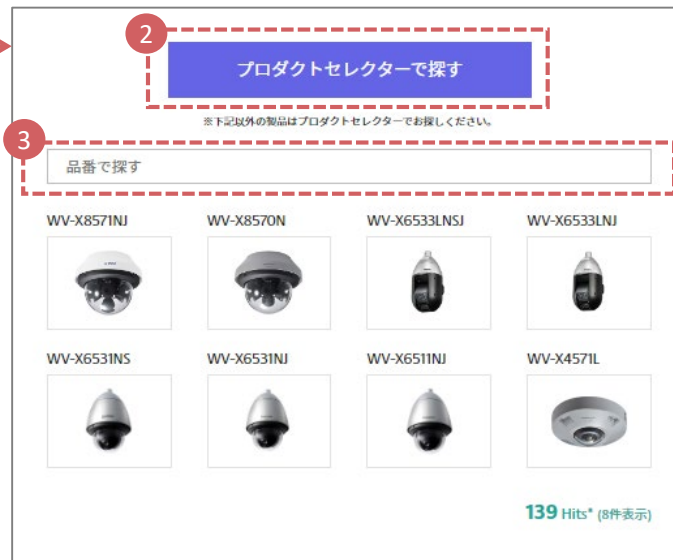 2
プロダクトセレクターで探す
※下記以外の製品はプロダクトセレクターでお探しください。
3
品番で探す
WV-X8571NJ WV-X8570N WV-X6533LNSJ WV-X6533LNJ
WV-X6531NS WV-X6531NJ WV-X6511NJ WV-X4571L
139 Hits* (8件表示)